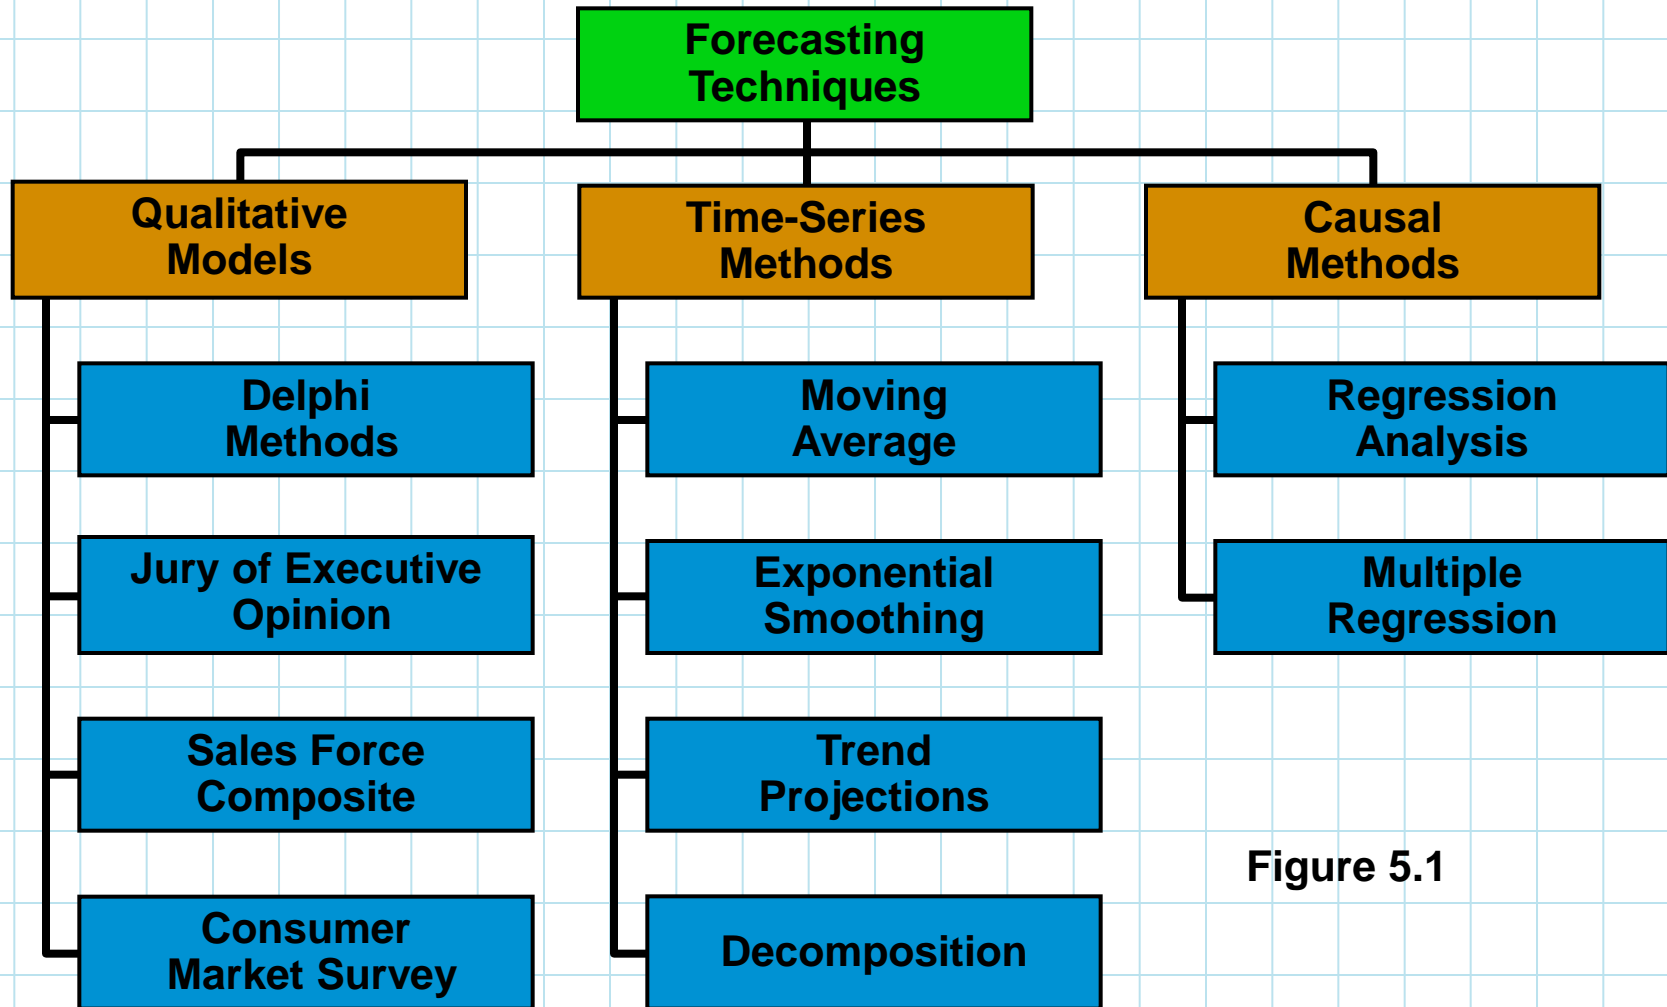 Forecasting
Techniques
Qualitative
Models
Time-Series
Methods
Causal
Methods
Delphi
Methods
Moving
Average
Regression
Analysis
Jury of Executive
Opinion
Exponential
Smoothing
Multiple
Regression
Sales Force
Composite
Trend
Projections
Figure 5.1
Consumer
Market Survey
Decomposition